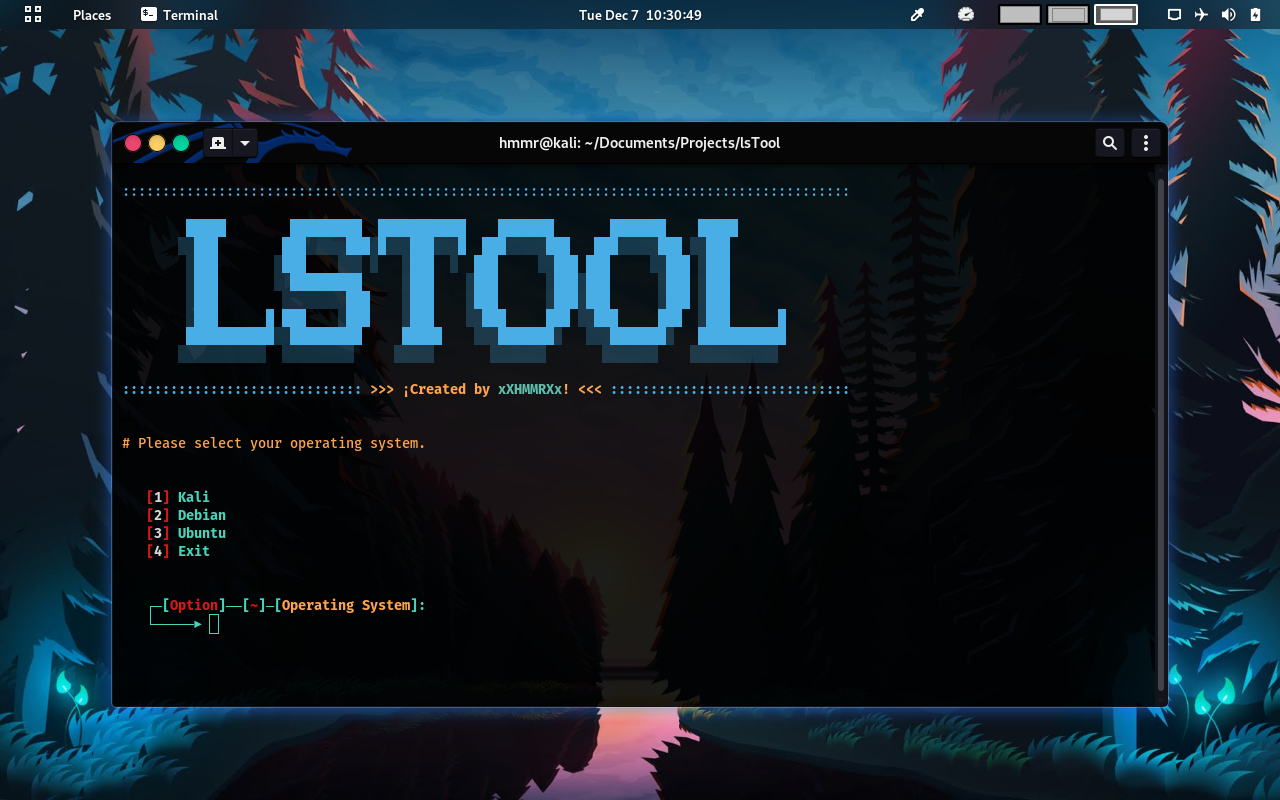 Places Terminal Tue Dec 7 10:30:49
hmmr@kali: ~/Documents/Projects/lsTool
::::::::::::::::::::::::::::::::::::::::::::::::::::::::::::::::::::::::::::::::::::::::::
LSTOOL
:::::::::::::::::::::::::::::: >>> ¡Created by xXHMMRXx! <<< ::::::::::::::::::::::::::::::
# Please select your operating system.
[1] Kali
[2] Debian
[3] Ubuntu
[4] Exit
┌─[Option]──[~]─[Operating System]:
└─────►